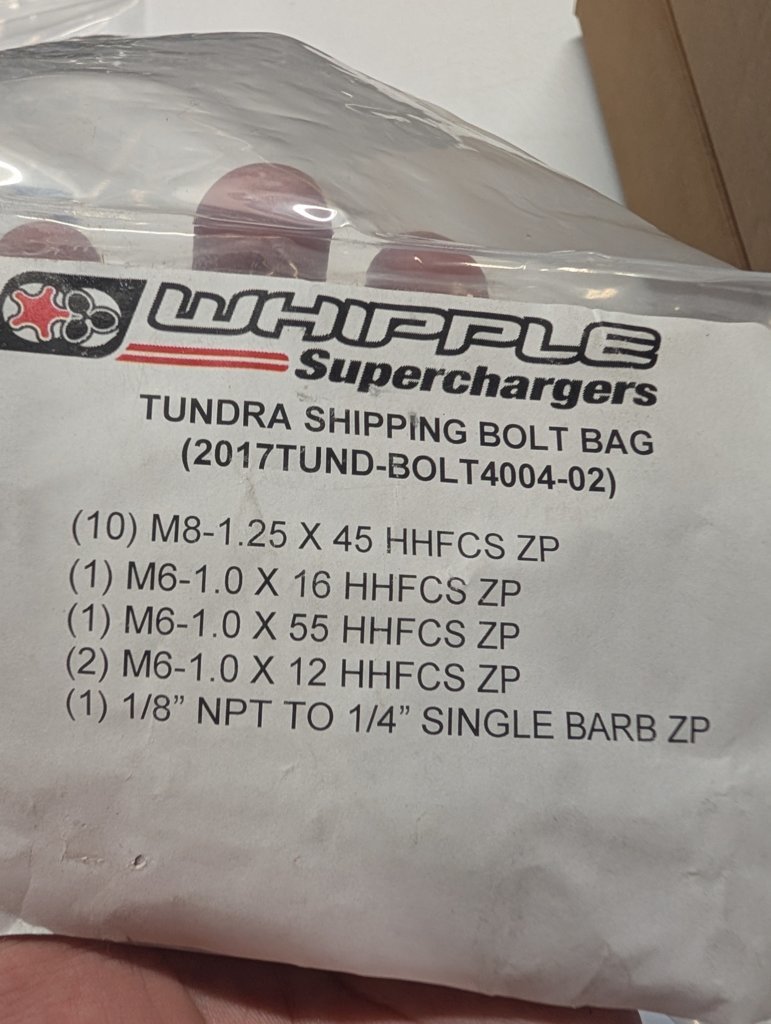 WHIPPLE
Superchargers
TUNDRA SHIPPING BOLT BAG
(2017TUND-BOLT4004-02)
(10) M8-1.25 X 45 HHFCS ZP
(1) M6-1.0 X 16 HHFCS ZP
(1) M6-1.0 X 55 HHFCS ZP
(2) M6-1.0 X 12 HHFCS ZP
(1) 1/8” NPT TO 1/4” SINGLE BARB ZP